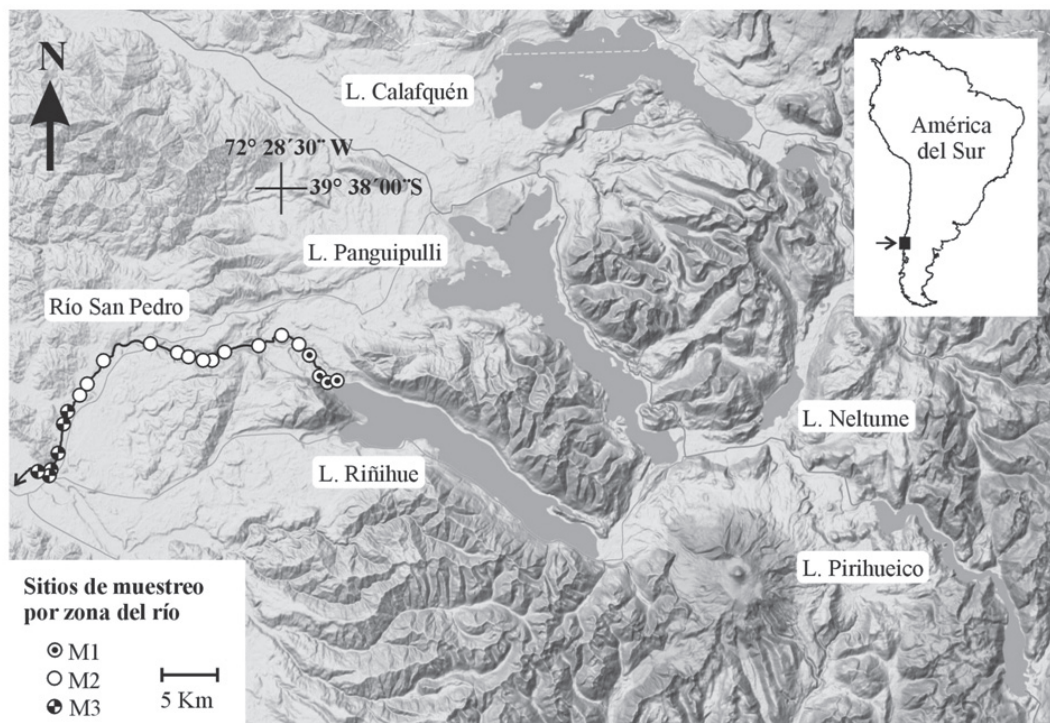 N
L. Calafquén
América
del Sur
72° 28´30¨ W
39° 38´00¨S
L. Panguipulli
Río San Pedro
L. Neltume
L. Riñihue
L. Pirihueico
Sitios de muestreo
por zona del río
M1
M2
M3
5 Km